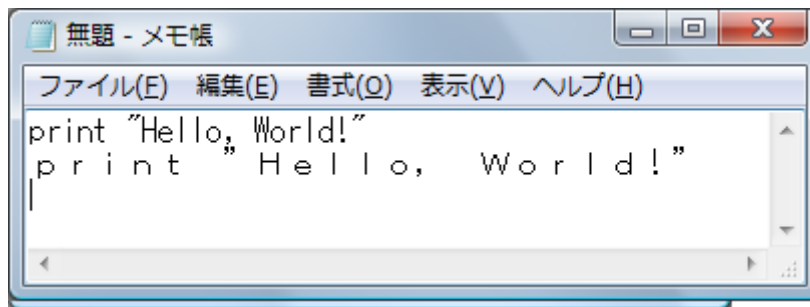 無題 - メモ帳
ファイル(F) 編集(E) 書式(O) 表示(V) ヘルプ(H)
print "Hello, World!"
ｐｒｉｎｔ　”Ｈｅｌｌｏ，　Ｗｏｒｌｄ！”